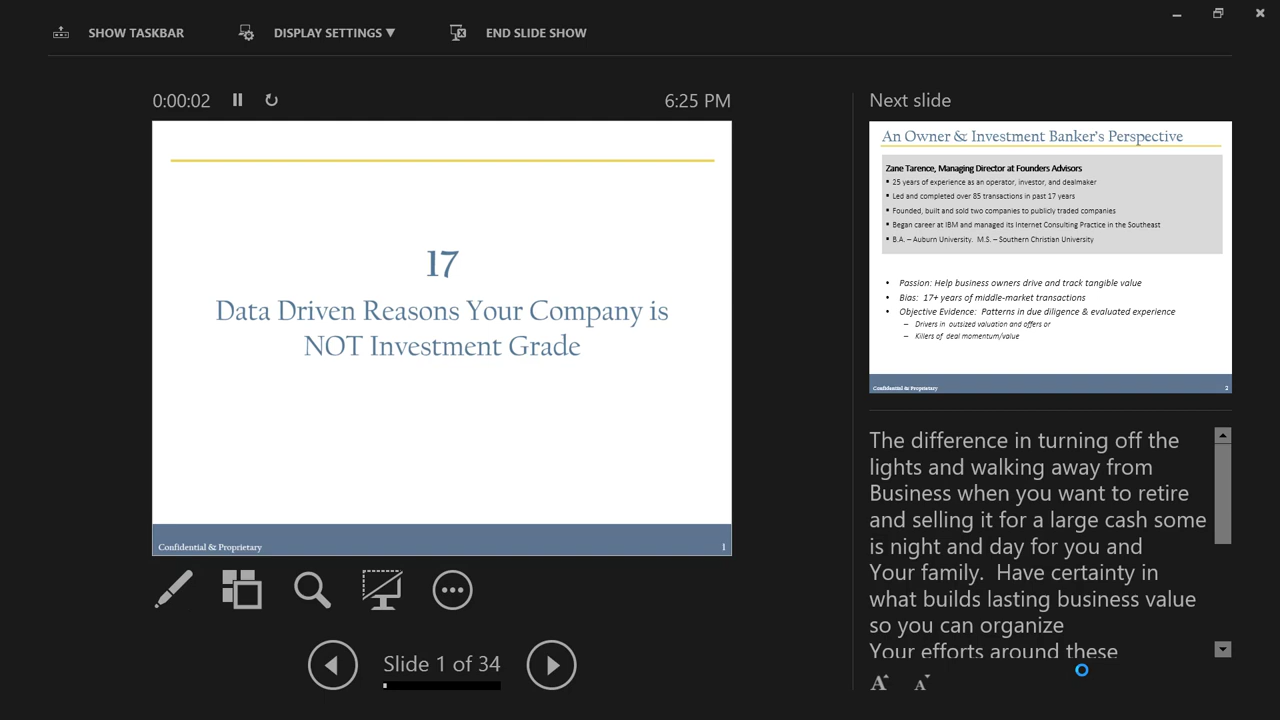 SHOW TASKBAR
DISPLAY SETTINGS ▼
END SLIDE SHOW
0:00:02
6:25 PM
17
Data Driven Reasons Your Company is
NOT Investment Grade
Confidential & Proprietary
1
Slide 1 of 34
Next slide
An Owner & Investment Banker's Perspective
Zane Tarence, Managing Director at Founders Advisors
▪ 25 years of experience as an operator, investor, and dealmaker
▪ Led and completed over 85 transactions in past 17 years
▪ Founded, built and sold two companies to publicly traded companies
▪ Began career at IBM and managed its Internet Consulting Practice in the Southeast
▪ B.A. – Auburn University. M.S. – Southern Christian University
• Passion: Help business owners drive and track tangible value
• Bias: 17+ years of middle-market transactions
• Objective Evidence: Patterns in due diligence & evaluated experience
– Drivers in outsized valuation and offers or
– Killers of deal momentum/value
Confidential & Proprietary
2
The difference in turning off the
lights and walking away from
Business when you want to retire
and selling it for a large cash some
is night and day for you and
Your family. Have certainty in
what builds lasting business value
so you can organize
Your efforts around these
A A